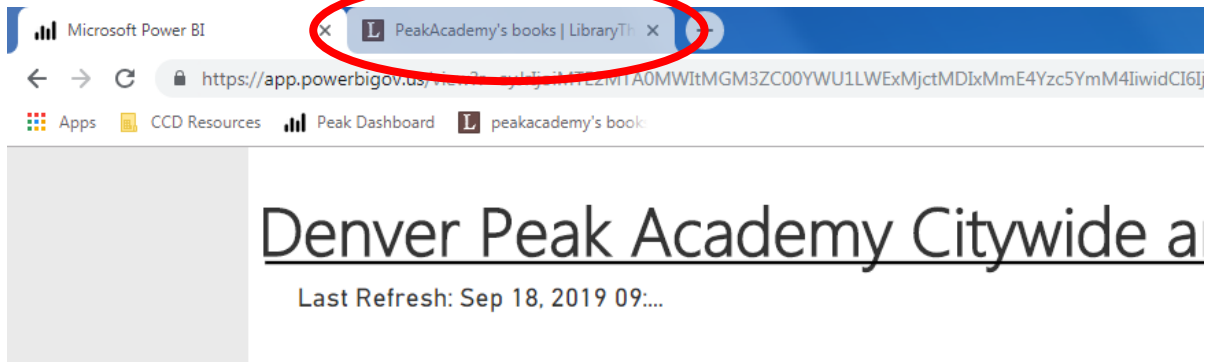 Microsoft Power BI PeakAcademy's books | LibraryTh
https://app.powerbigov.us/
Apps CCD Resources Peak Dashboard L peakacademy's book
Denver Peak Academy Citywide a
Last Refresh: Sep 18, 2019 09:...